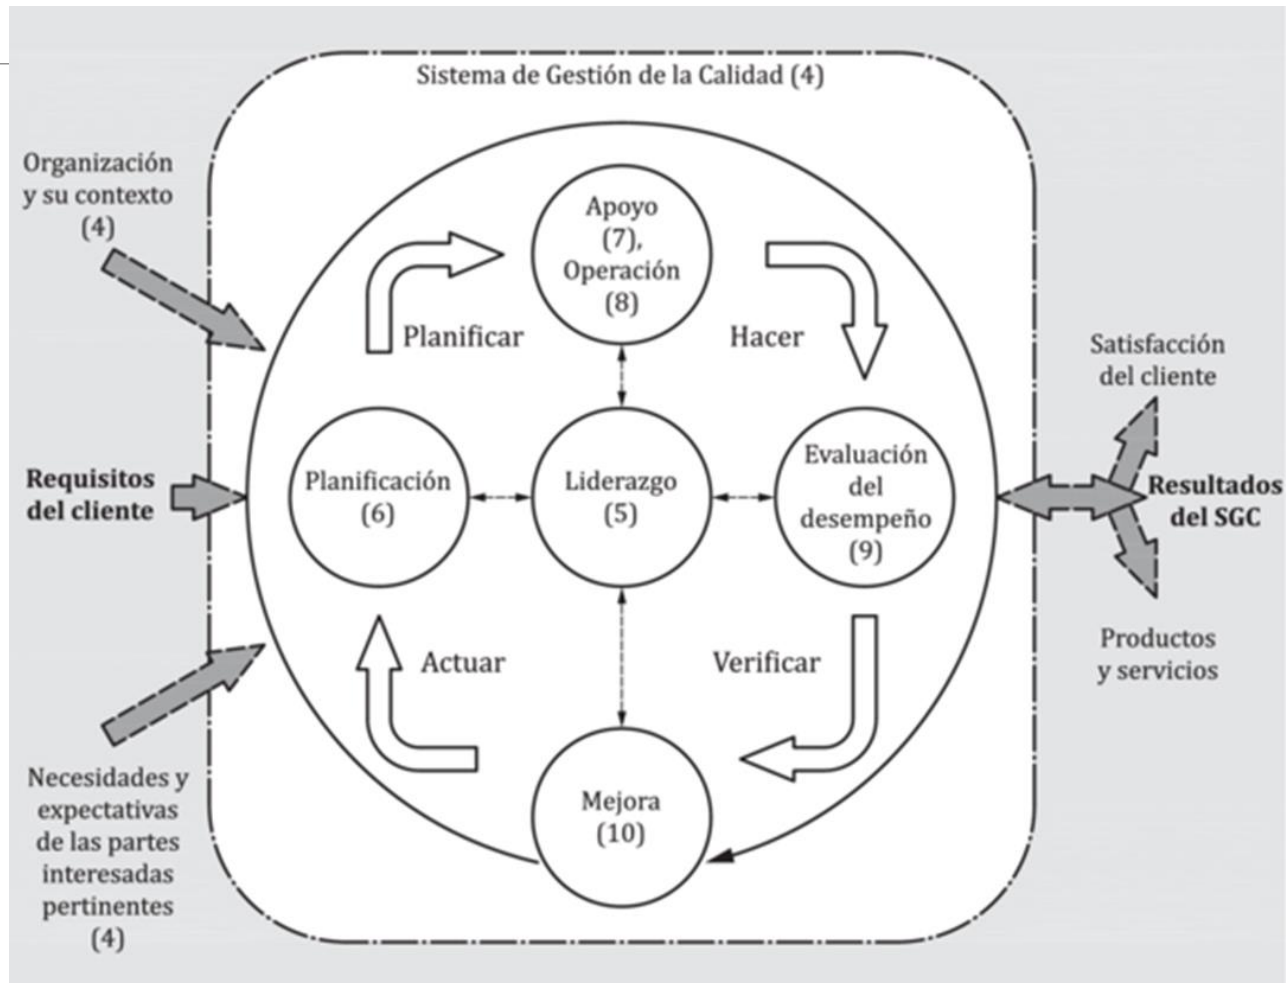 Sistema de Gestión de la Calidad (4)
Organización
y su contexto
(4)
Apoyo
(7),
Operación
(8)
Planificar
Hacer
Satisfacción
del cliente
Requisitos
del cliente
Planificación
(6)
Liderazgo
(5)
Evaluación
del
desempeño
(9)
Resultados
del SGC
Actuar
Verificar
Productos
y servicios
Necesidades y
expectativas
de las partes
interesadas
pertinentes
(4)
Mejora
(10)